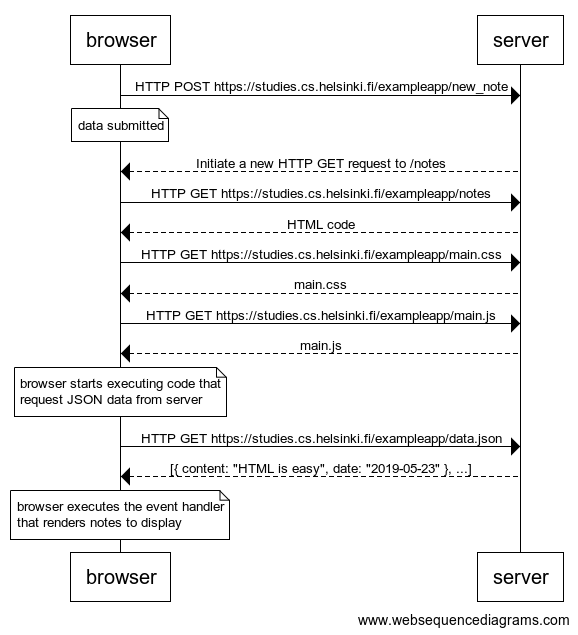 browser
server
HTTP POST https://studies.cs.helsinki.fi/exampleapp/new_note
data submitted
Initiate a new HTTP GET request to /notes
HTTP GET https://studies.cs.helsinki.fi/exampleapp/notes
HTML code
HTTP GET https://studies.cs.helsinki.fi/exampleapp/main.css
main.css
HTTP GET https://studies.cs.helsinki.fi/exampleapp/main.js
main.js
browser starts executing code that
request JSON data from server
HTTP GET https://studies.cs.helsinki.fi/exampleapp/data.json
[{ content: "HTML is easy", date: "2019-05-23" }, ...]
browser executes the event handler
that renders notes to display
browser
server
www.websequencediagrams.com